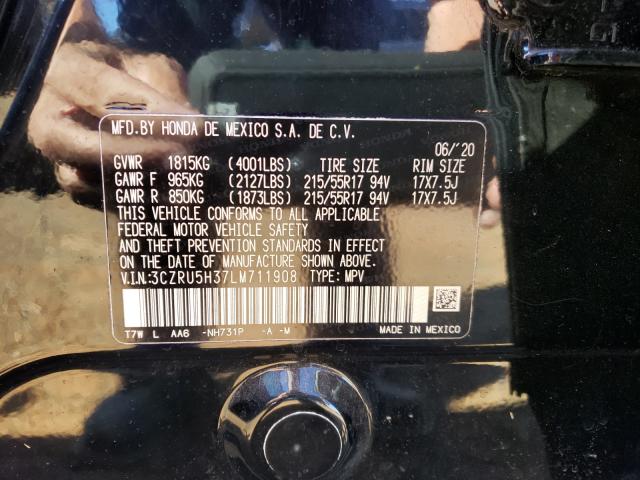 MFD.BY HONDA DE MEXICO S.A. DE C.V.
06/'20
GVWR 1815KG (4001LBS) TIRE SIZE RIM SIZE
GAWR F 965KG (2127LBS) 215/55R17 94V 17X7.5J
GAWR R 850KG (1873LBS) 215/55R17 94V 17X7.5J
THIS VEHICLE CONFORMS TO ALL APPLICABLE
FEDERAL MOTOR VEHICLE SAFETY
AND THEFT PREVENTION STANDARDS IN EFFECT
ON THE DATE OF MANUFACTURE SHOWN ABOVE.
V.I.N.:3CZRU5H37LM711908 TYPE: MPV
T7W L AA6 -NH731P -A -M MADE IN MEXICO